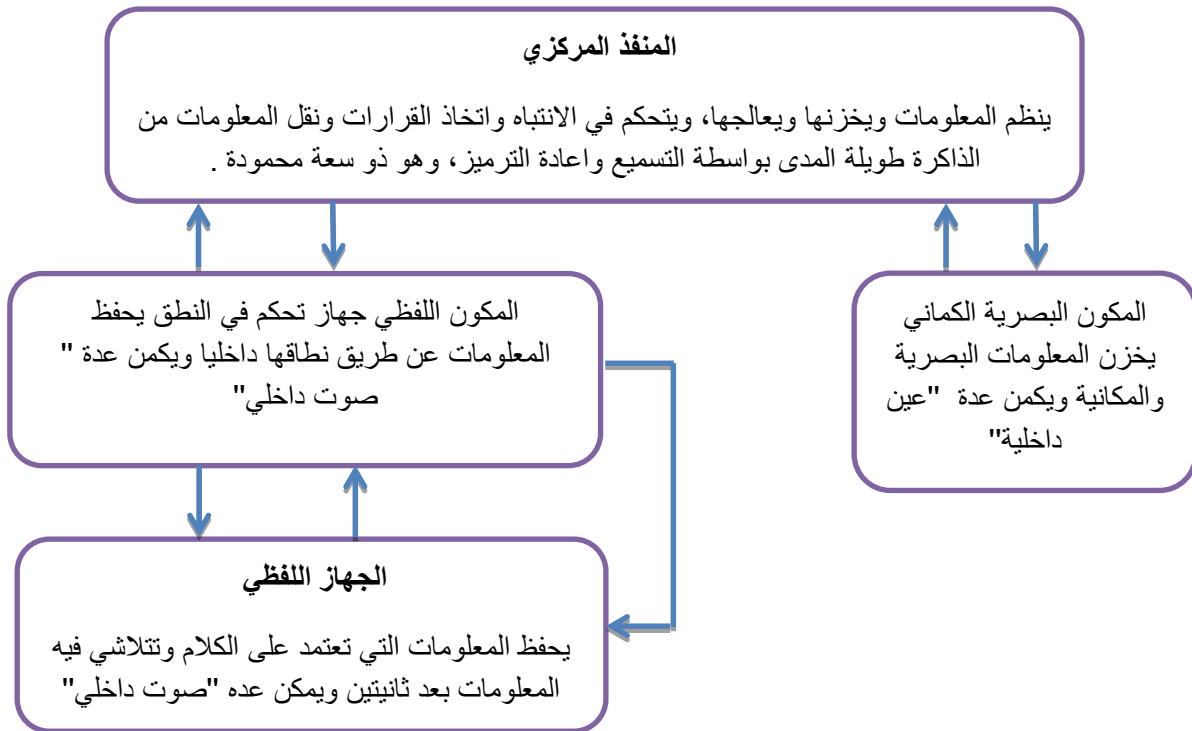 المنفذ المركزي
ينظم المعلومات ويخزنها ويعالجها، ويتحكم في الانتباه واتخاذ القرارات ونقل المعلومات من
الذاكرة طويلة المدى بواسطة التسميع واعادة الترميز، وهو ذو سعة محمودة .
المكون اللفظي جهاز تحكم في النطق يحفظ
المعلومات عن طريق نطاقها داخليا ويكمن عدة "
صوت داخلي"
المكون البصرية الكماني
يخزن المعلومات البصرية
والمكانية ويكمن عدة "عين
داخلية"
الجهاز اللفظي
يحفظ المعلومات التي تعتمد على الكلام وتتلاشي فيه
المعلومات بعد ثانيتين ويمكن عده "صوت داخلي"